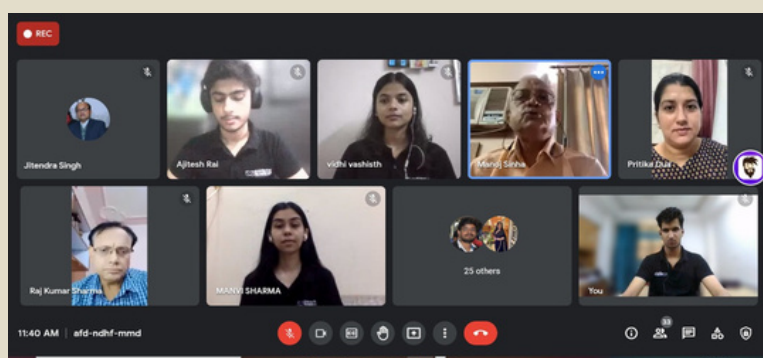 REC
Jitendra Singh
Ajitesh Rai
vidhi vashisth
Manoj Sinha
Pritika Dua
Raj Kumar Sharma
MANVI SHARMA
25 others
You
11:40 AM | afd-ndhf-mmd
33